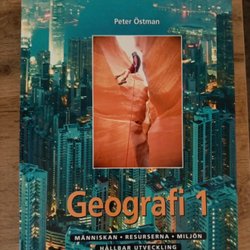 Peter Östman
Geografi 1
MÄNNISKAN • RESURSERNA • MILJÖN
HÅLLBAR UTVECKLING